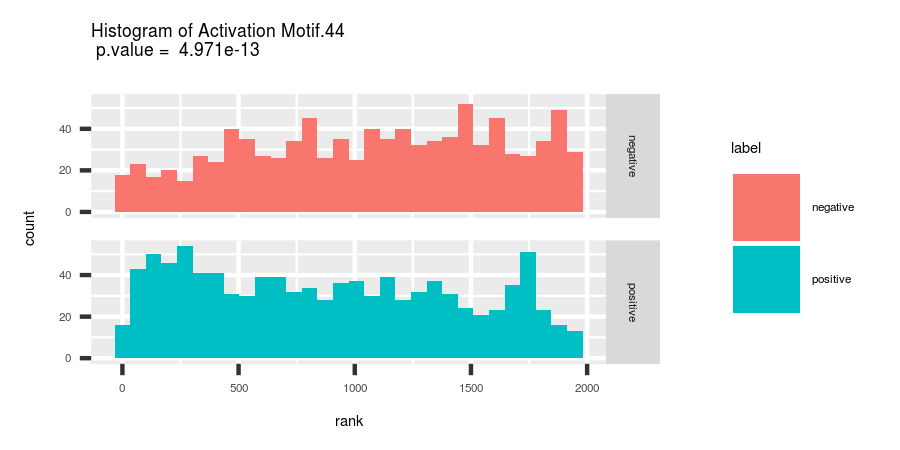 Histogram of Activation Motif.44
p.value = 4.971e-13
count
40
20
0
negative
40
20
0
positive
0 500 1000 1500 2000
rank
label
negative
positive